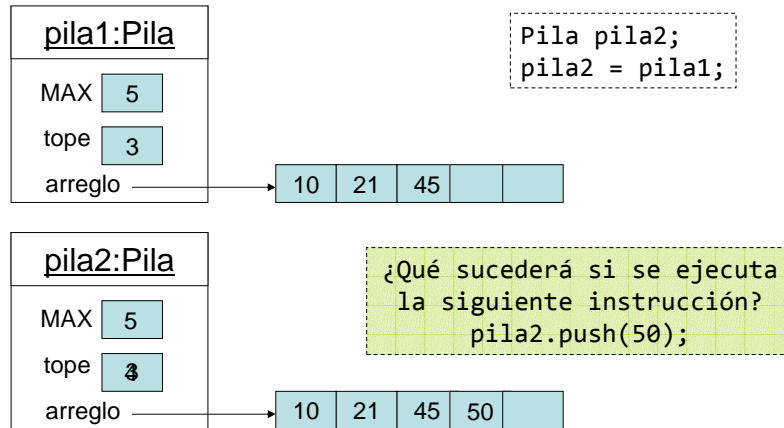 pila1:Pila
MAX 5
tope 3
arreglo
10 21 45
Pila pila2;
pila2 = pila1;
pila2:Pila
MAX 5
tope
arreglo
10 21 45 50
¿Qué sucederá si se ejecuta
la siguiente instrucción?
pila2.push(50);